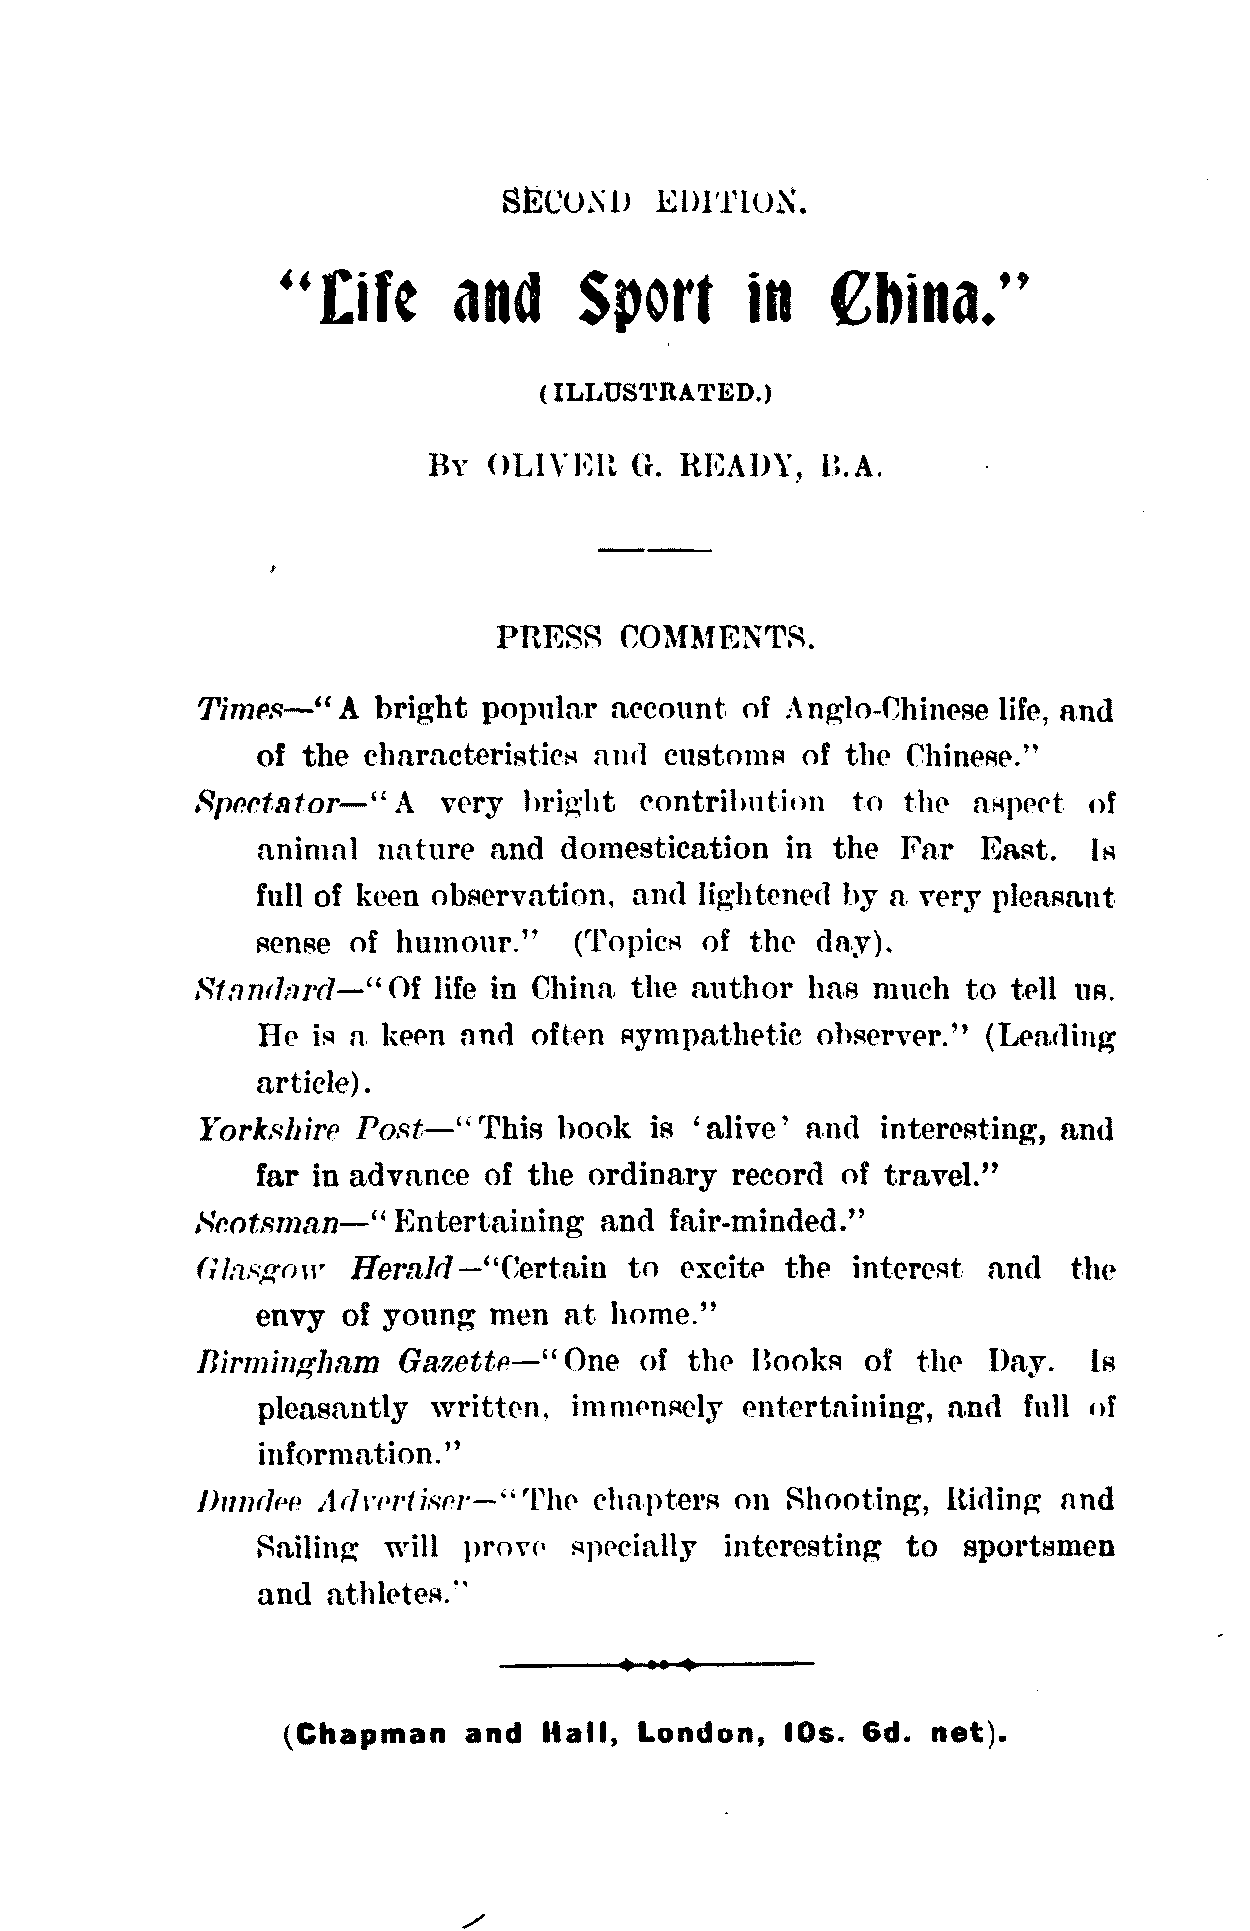 SECOND EDITION.
"Life and Sport in China."
(ILLUSTRATED.)
By OLIVER G. READY, B.A.
PRESS COMMENTS.
Times—"A bright popular account of Anglo-Chinese life, and
of the characteristics and customs of the Chinese."
Spectator—"A very bright contribution to the aspect of
animal nature and domestication in the Far East. Is
full of keen observation, and lightened by a very pleasant
sense of humour." (Topics of the day).
Standard—"Of life in China the author has much to tell us.
He is a keen and often sympathetic observer." (Leading
article).
Yorkshire Post—"This book is 'alive' and interesting, and
far in advance of the ordinary record of travel."
Scotsman—"Entertaining and fair-minded."
Glasgow Herald—"Certain to excite the interest and the
envy of young men at home."
Birmingham Gazette—"One of the Books of the Day. Is
pleasantly written, immensely entertaining, and full of
information."
Dundee Advertiser—"The chapters on Shooting, Riding and
Sailing will prove specially interesting to sportsmen
and athletes."
(Chapman and Hall, London, 10s. 6d. net).